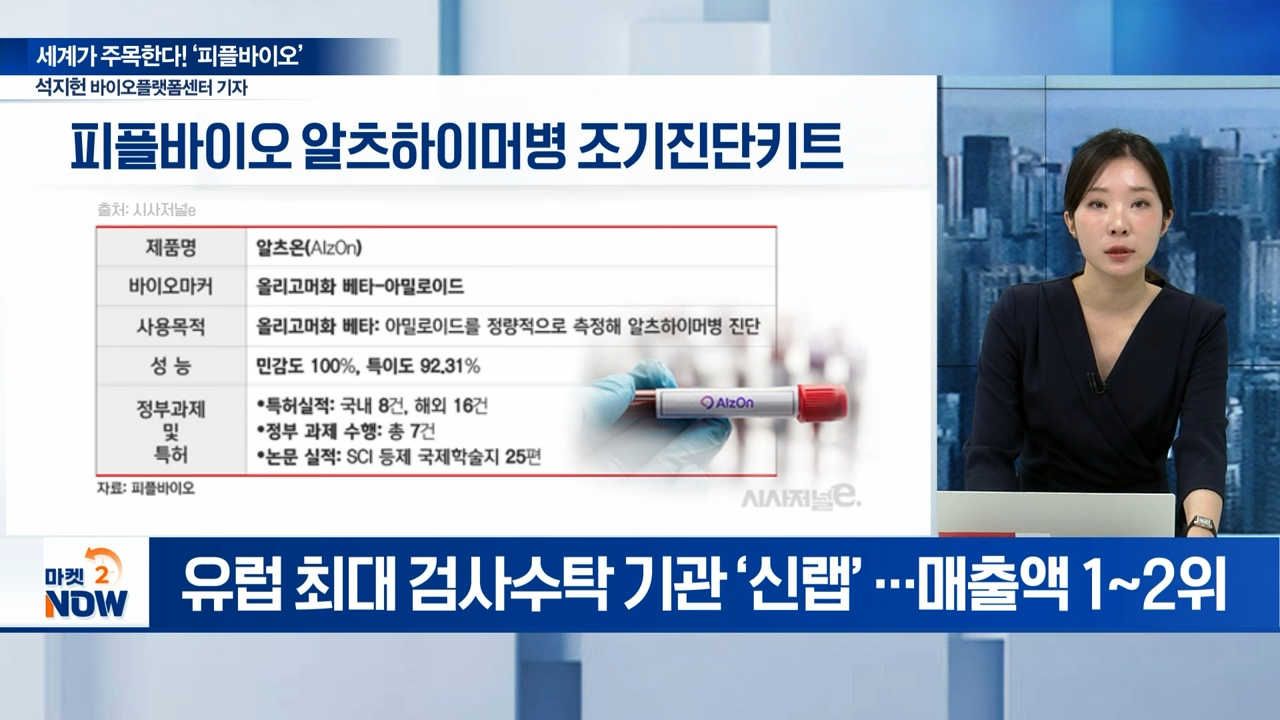 세계가 주목한다! ‘피플바이오’
석지헌 바이오플랫폼센터 기자
피플바이오 알츠하이머병 조기진단키트
출처: 시사저널e
제품명 알츠온(AlzOn)
바이오마커 올리고머화 베타-아밀로이드
사용목적 올리고머화 베타: 아밀로이드를 정량적으로 측정해 알츠하이머병 진단
성 능 민감도 100%, 특이도 92.31%
정부과제
및
특허
•특허실적: 국내 8건, 해외 16건
•정부 과제 수행: 총 7건
•논문 실적: SCI 등제 국제학술지 25편
AlzOn
자료: 피플바이오
시사저널e.
마켓 2
NOW
유럽 최대 검사수탁 기관 ‘신랩’ …매출액 1~2위